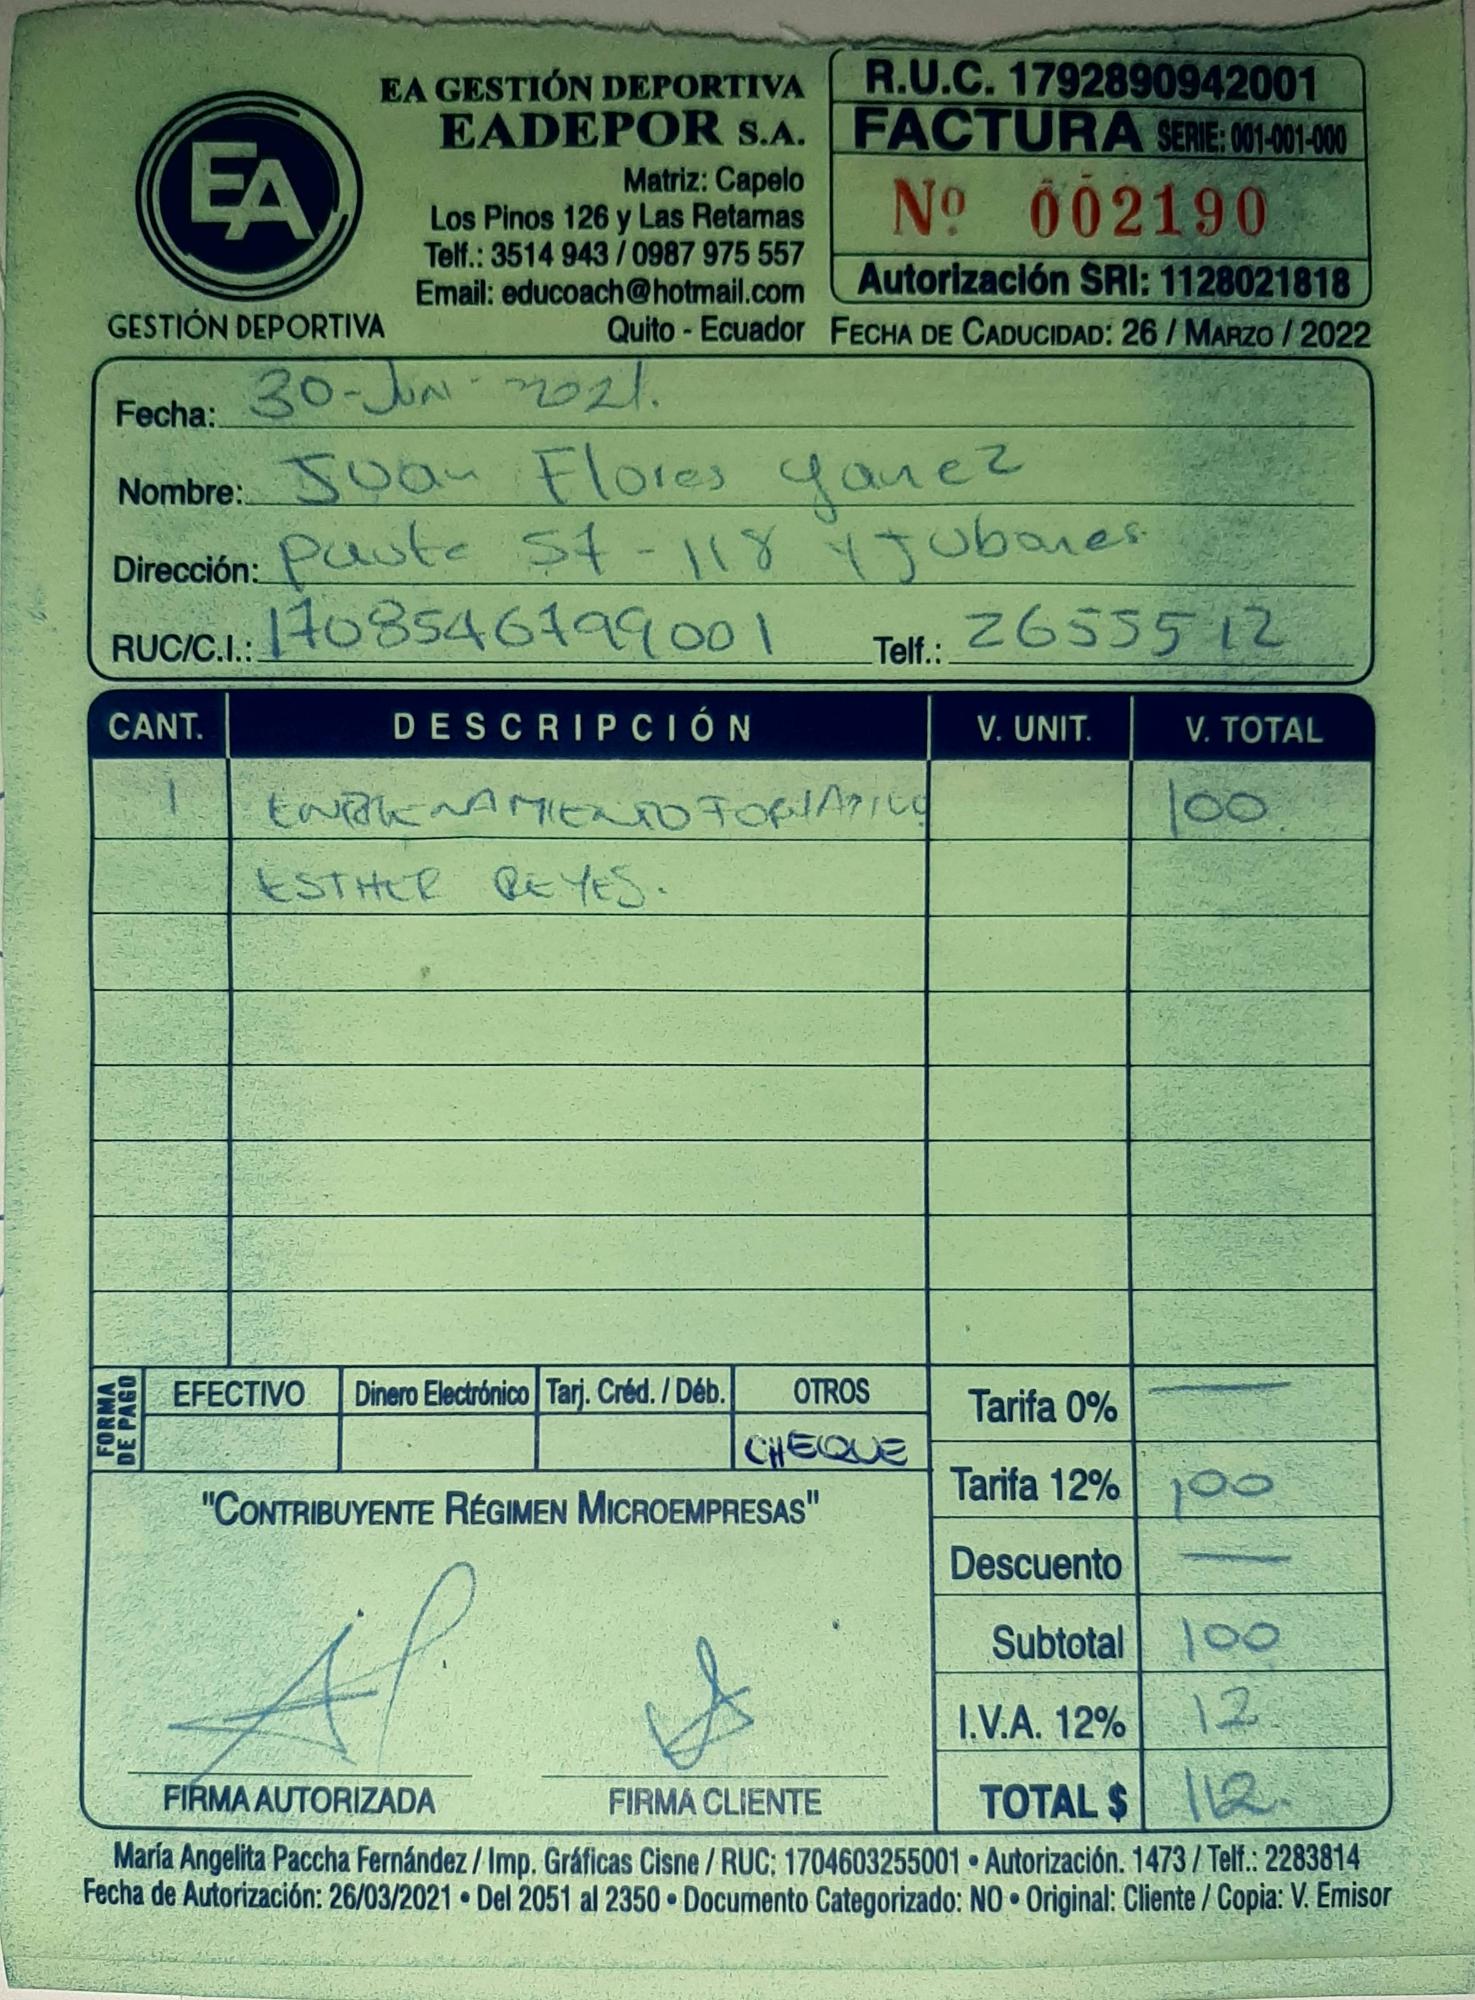 EA
GESTIÓN DEPORTIVA
EA GESTIÓN DEPORTIVA
EADEPOR S.A.
Matriz: Capelo
Los Pinos 126 y Las Retamas
Telf.: 3514 943 / 0987 975 557
Email: educoach@hotmail.com
Quito - Ecuador
R.U.C. 1792890942001
FACTURA SERIE: 001-001-000
Nº 002190
Autorización SRI: 1128021818
FECHA DE CADUCIDAD: 26 / MARZO / 2022
Fecha: 30-Jun-2021.
Nombre: Juan Flores Yanez
Dirección: Paute S7-118 y Jubones
RUC/C.I.: 1708546799001 Telf.: 2655512
CANT. DESCRIPCIÓN V. UNIT. V. TOTAL
1 ENTRENAMIENTO FORMATIVO 100
ESTHER REYES.
FORMA DE PAGO
EFECTIVO Dinero Electrónico Tarj. Créd. / Déb. OTROS
CHEQUE
Tarifa 0% —
Tarifa 12% 100
Descuento —
Subtotal 100
I.V.A. 12% 12
TOTAL $ 112.
"CONTRIBUYENTE RÉGIMEN MICROEMPRESAS"
FIRMA AUTORIZADA FIRMA CLIENTE
María Angelita Paccha Fernández / Imp. Gráficas Cisne / RUC: 1704603255001 • Autorización. 1473 / Telf.: 2283814
Fecha de Autorización: 26/03/2021 • Del 2051 al 2350 • Documento Categorizado: NO • Original: Cliente / Copia: V. Emisor